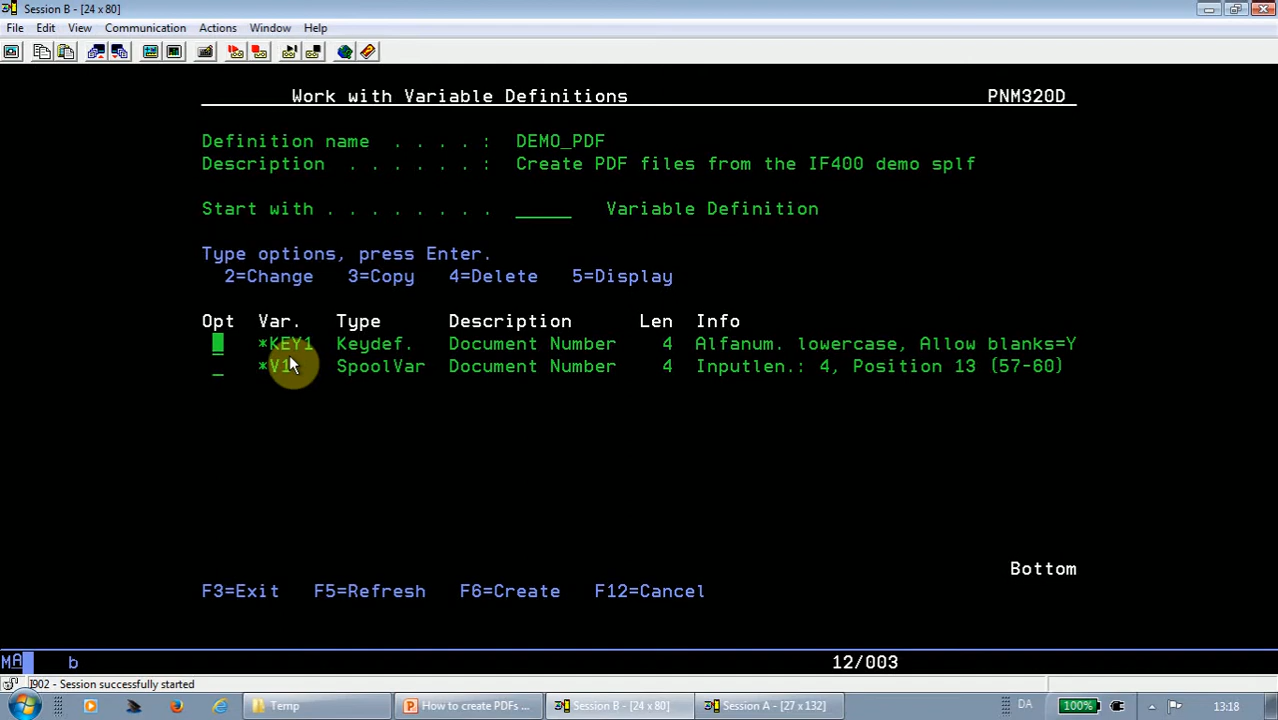 Session B - [24 x 80]
File Edit View Communication Actions Window Help
Work with Variable Definitions PNM320D
Definition name . . . . : DEMO_PDF
Description . . . . . . : Create PDF files from the IF400 demo splf
Start with . . . . . . . . _____ Variable Definition
Type options, press Enter.
2=Change 3=Copy 4=Delete 5=Display
Opt Var. Type Description Len Info
_ *KEY1 Keydef. Document Number 4 Alfanum. lowercase, Allow blanks=Y
_ *V1 SpoolVar Document Number 4 Inputlen.: 4, Position 13 (57-60)
Bottom
F3=Exit F5=Refresh F6=Create F12=Cancel
MA b 12/003
I902 - Session successfully started
Temp How to create PDFs ... Session B - [24 x 80] Session A - [27 x 132] DA 100% 13:18